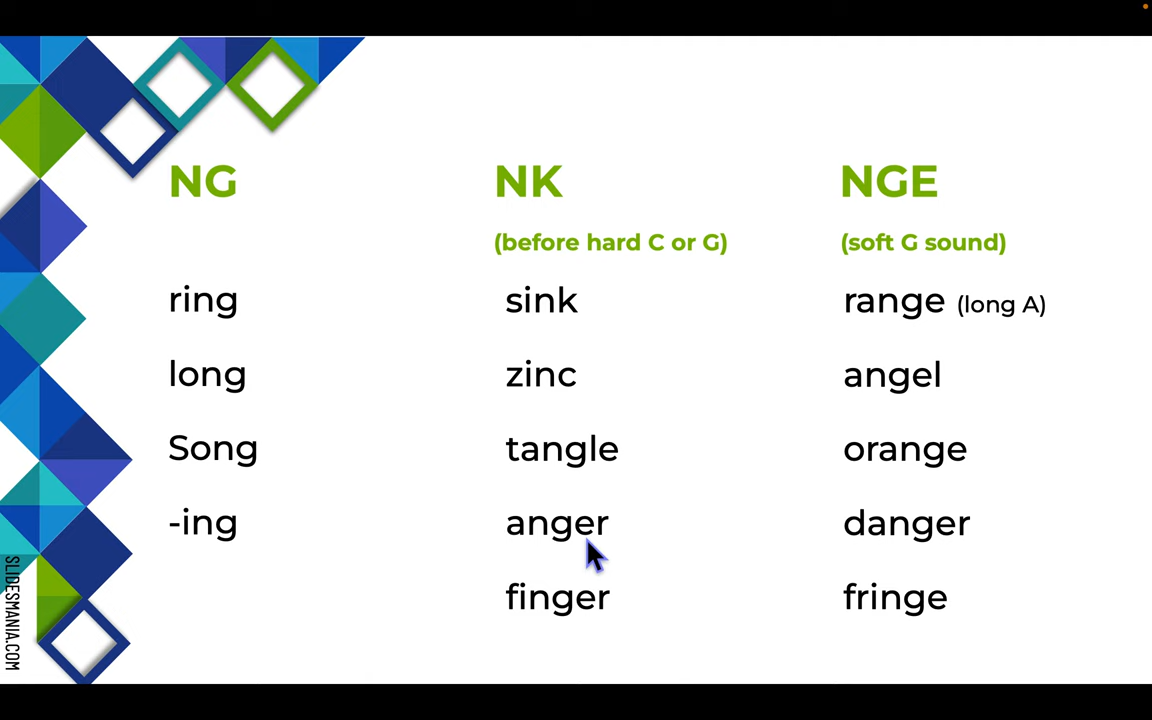 NG
NK
NGE
(before hard C or G)
(soft G sound)
ring
sink
range (long A)
long
zinc
angel
Song
tangle
orange
-ing
anger
danger
finger
fringe
SLIDESMANIA.COM